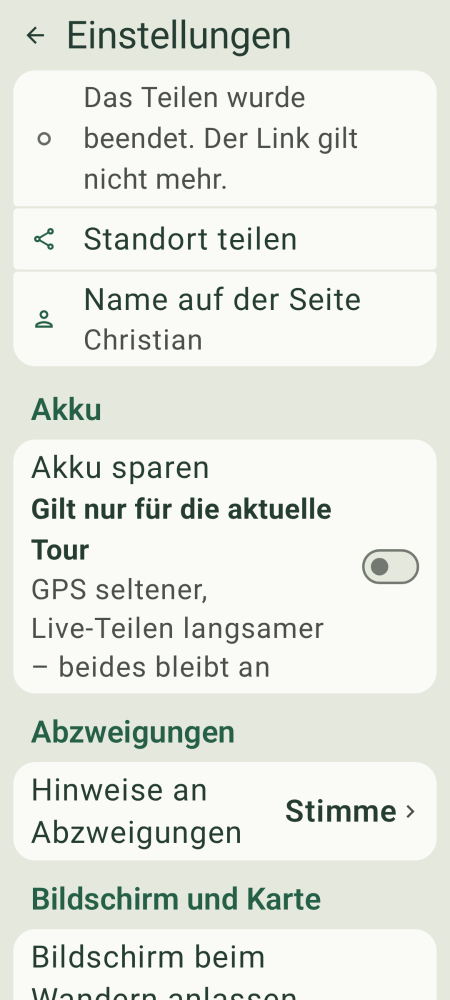 Einstellungen
Das Teilen wurde
beendet. Der Link gilt
nicht mehr.
Standort teilen
Name auf der Seite
Christian
Akku
Akku sparen
Gilt nur für die aktuelle
Tour
GPS seltener,
Live-Teilen langsamer
– beides bleibt an
Abzweigungen
Hinweise an
Abzweigungen
Stimme
Bildschirm und Karte
Bildschirm beim
Wandern anlassen